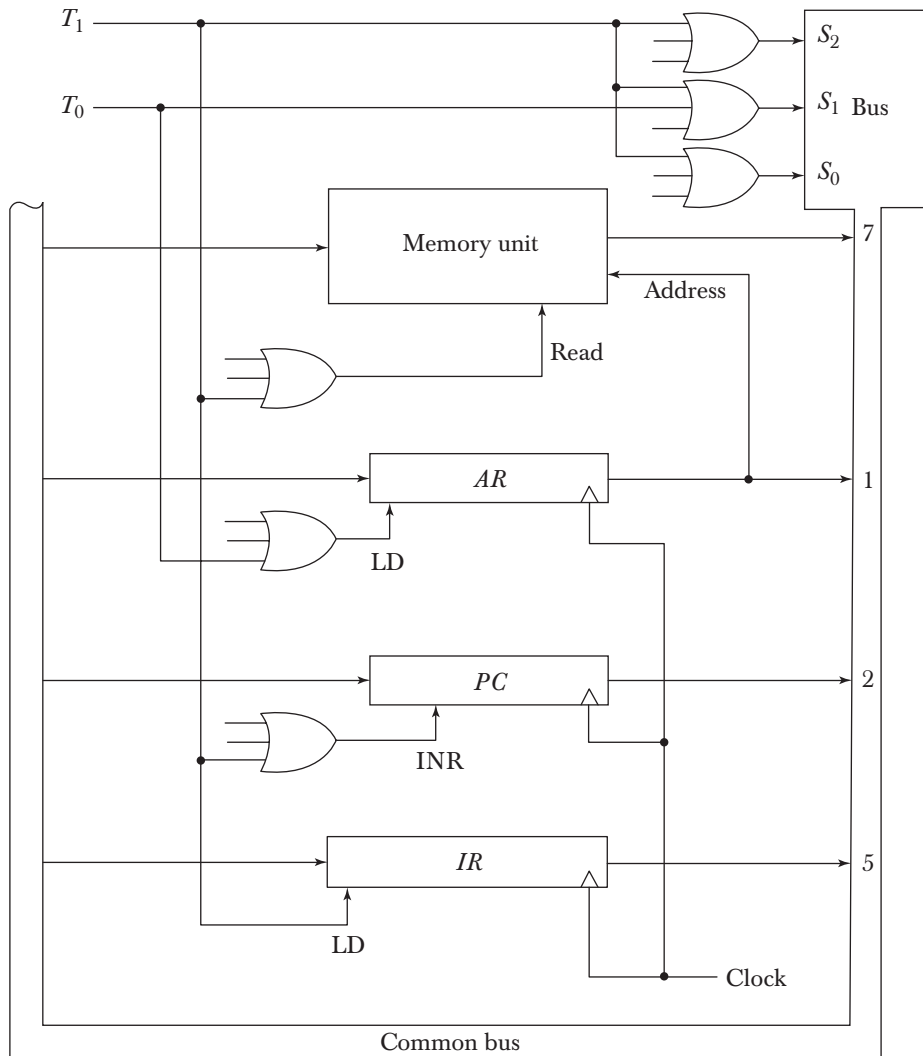 T1
S2
T0
S1
Bus
S0
Memory unit
7
Address
Read
AR
1
LD
PC
2
INR
IR
5
LD
Clock
Common bus